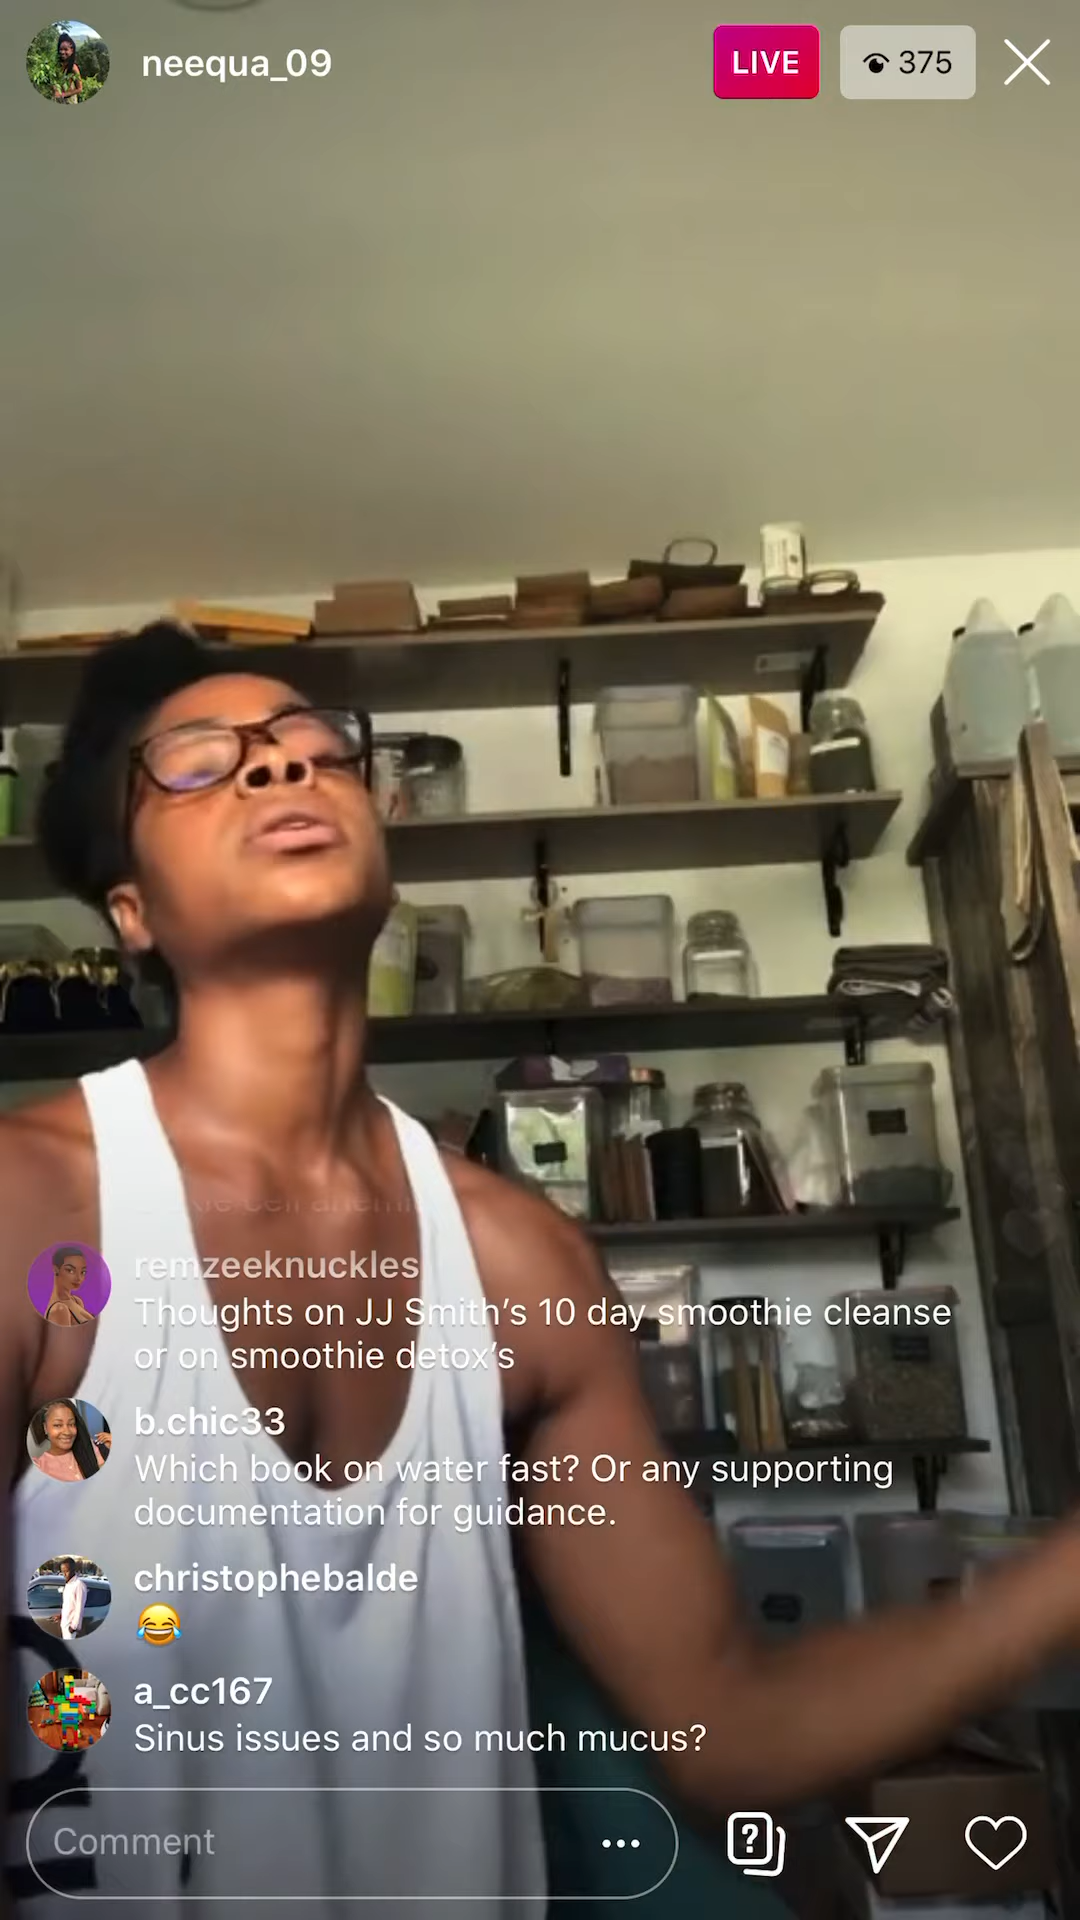 neequa_09
LIVE
375
remzeeknuckles
Thoughts on JJ Smith's 10 day smoothie cleanse
or on smoothie detox's
b.chic33
Which book on water fast? Or any supporting
documentation for guidance.
christophebalde
😂
a_cc167
Sinus issues and so much mucus?
Comment